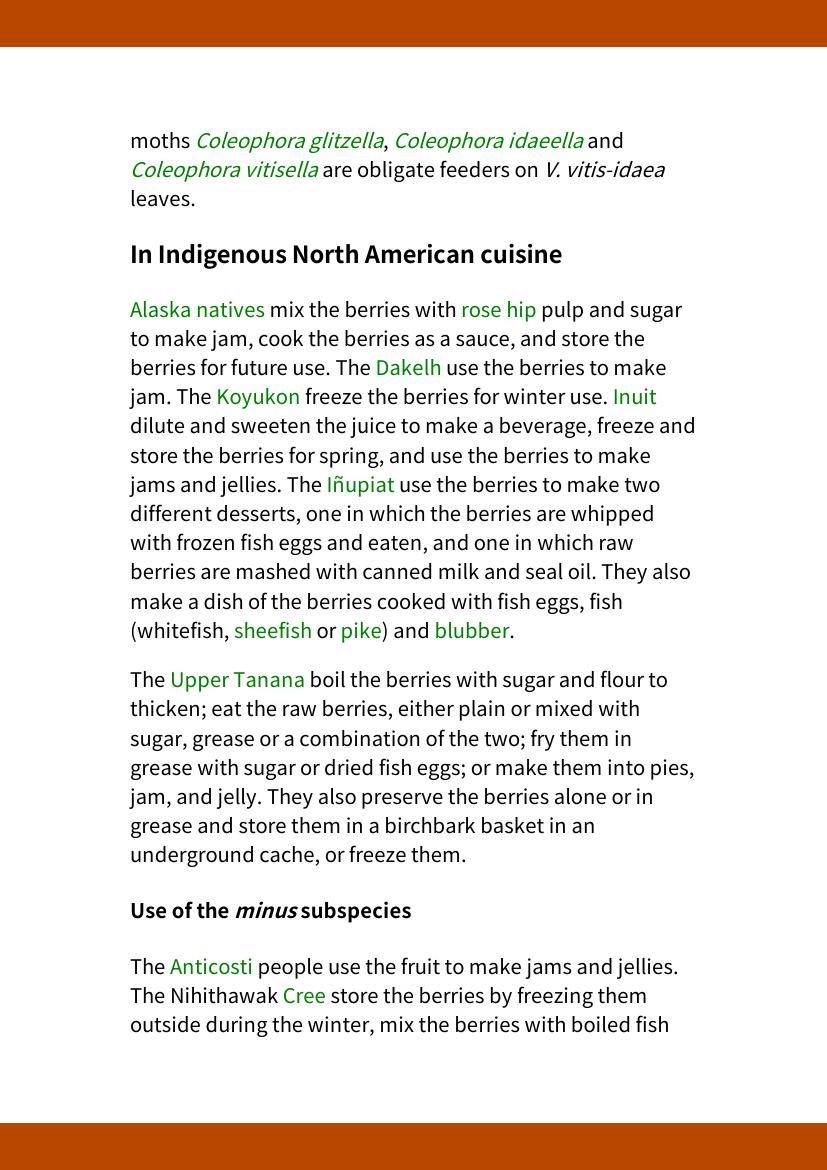 moths Coleophora glitzella, Coleophora idaeella and
Coleophora vitisella are obligate feeders on V. vitis-idaea
leaves.
In Indigenous North American cuisine
Alaska natives mix the berries with rose hip pulp and sugar
to make jam, cook the berries as a sauce, and store the
berries for future use. The Dakelh use the berries to make
jam. The Koyukon freeze the berries for winter use. Inuit
dilute and sweeten the juice to make a beverage, freeze and
store the berries for spring, and use the berries to make
jams and jellies. The Iñupiat use the berries to make two
different desserts, one in which the berries are whipped
with frozen fish eggs and eaten, and one in which raw
berries are mashed with canned milk and seal oil. They also
make a dish of the berries cooked with fish eggs, fish
(whitefish, sheefish or pike) and blubber.
The Upper Tanana boil the berries with sugar and flour to
thicken; eat the raw berries, either plain or mixed with
sugar, grease or a combination of the two; fry them in
grease with sugar or dried fish eggs; or make them into pies,
jam, and jelly. They also preserve the berries alone or in
grease and store them in a birchbark basket in an
underground cache, or freeze them.
Use of the minus subspecies
The Anticosti people use the fruit to make jams and jellies.
The Nihithawak Cree store the berries by freezing them
outside during the winter, mix the berries with boiled fish